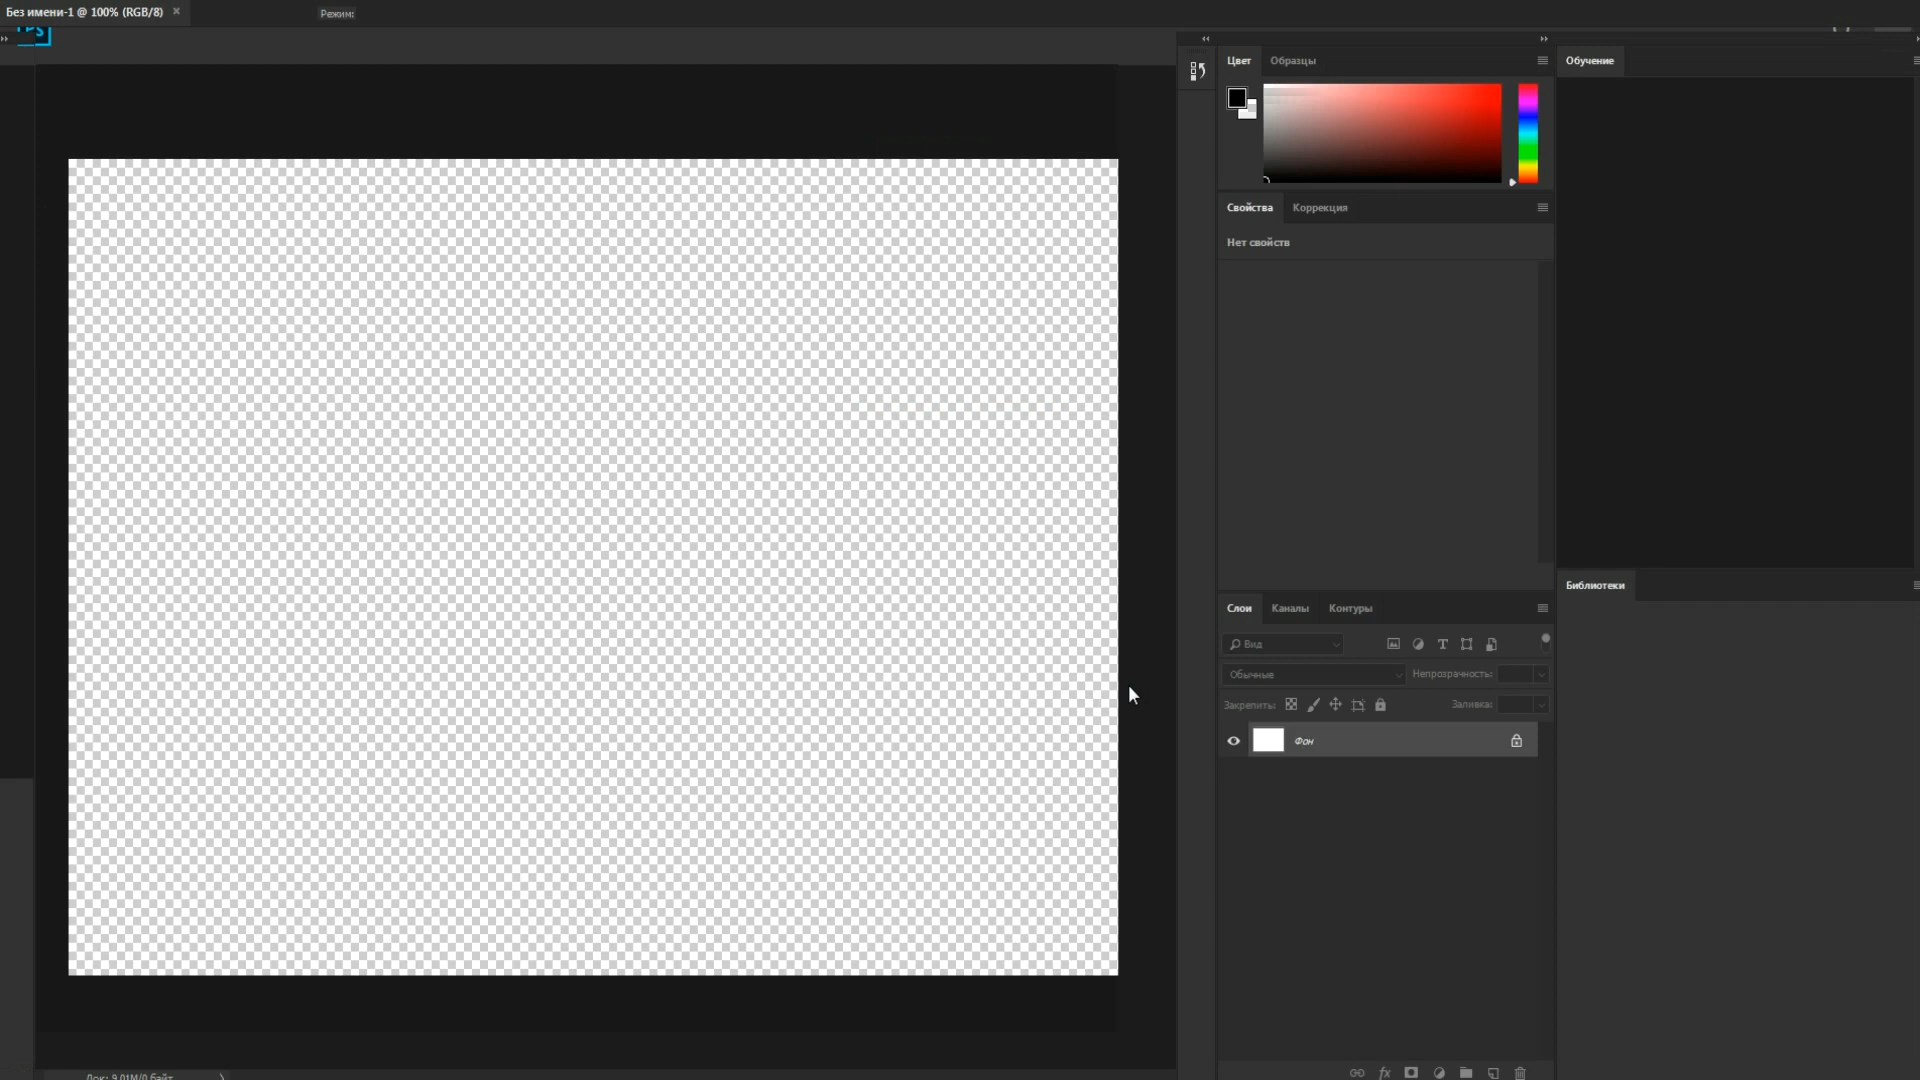 Без имени-1 @ 100% (RGB/8) ×
Режим:
Цвет Образцы
Обучение
Свойства Коррекция
Нет свойств
Библиотеки
Слои Каналы Контуры
Вид
Обычные Непрозрачность:
Закрепить: Заливка:
Фон
fx
Док: 9,01M/0 байт